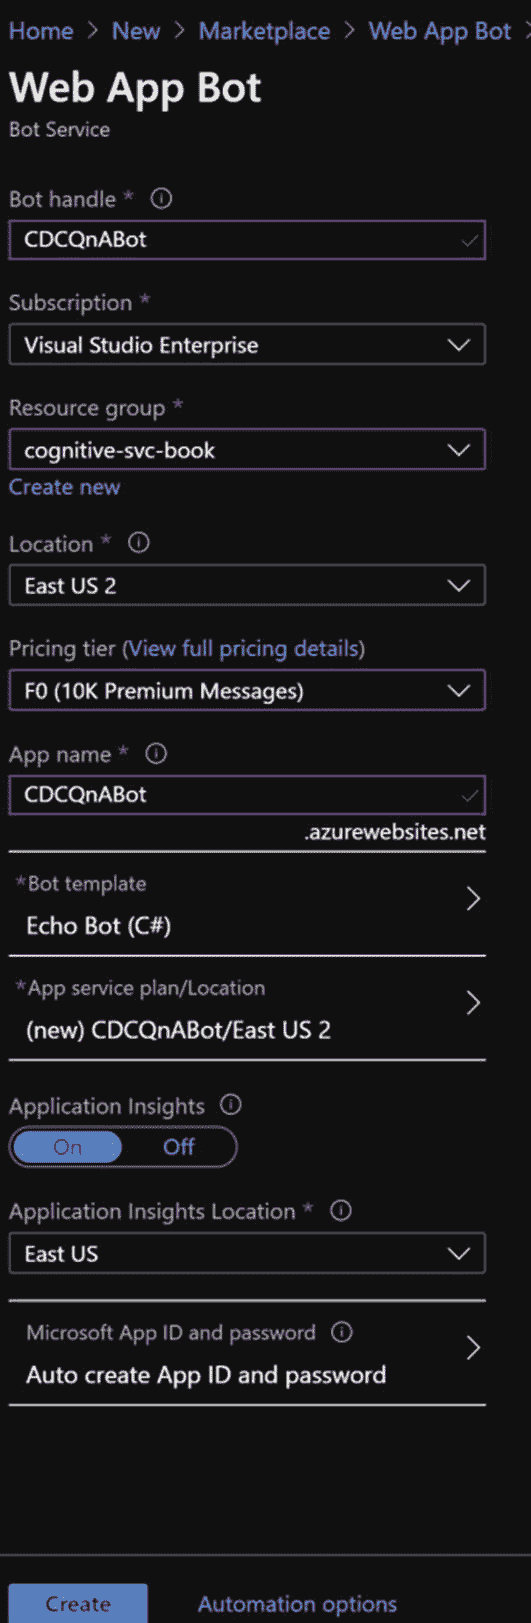 Home > New > Marketplace > Web App Bot >
Web App Bot
Bot Service
Bot handle *
CDCQnABot
Subscription *
Visual Studio Enterprise
Resource group *
cognitive-svc-book
Create new
Location *
East US 2
Pricing tier (View full pricing details)
F0 (10K Premium Messages)
App name *
CDCQnABot
.azurewebsites.net
*Bot template
Echo Bot (C#)
*App service plan/Location
(new) CDCQnABot/East US 2
Application Insights
On Off
Application Insights Location *
East US
Microsoft App ID and password
Auto create App ID and password
Create Automation options